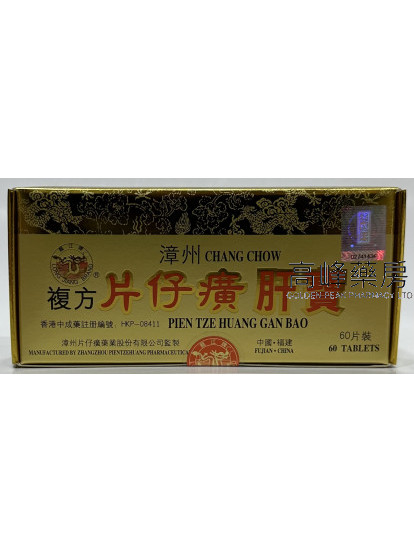 漳州 CHANG CHOW
複方 片仔癀肝寶
香港中成藥註册編號：HKP-08411 PIEN TZE HUANG GAN BAO
漳州片仔癀藥業股份有限公司監製
MANUFACTURED BY ZHANGZHOU PIENTZEHUANG PHARMACEUTICAL
中國·福建
FUJIAN·CHINA
60片裝
60 TABLETS
高峰藥房